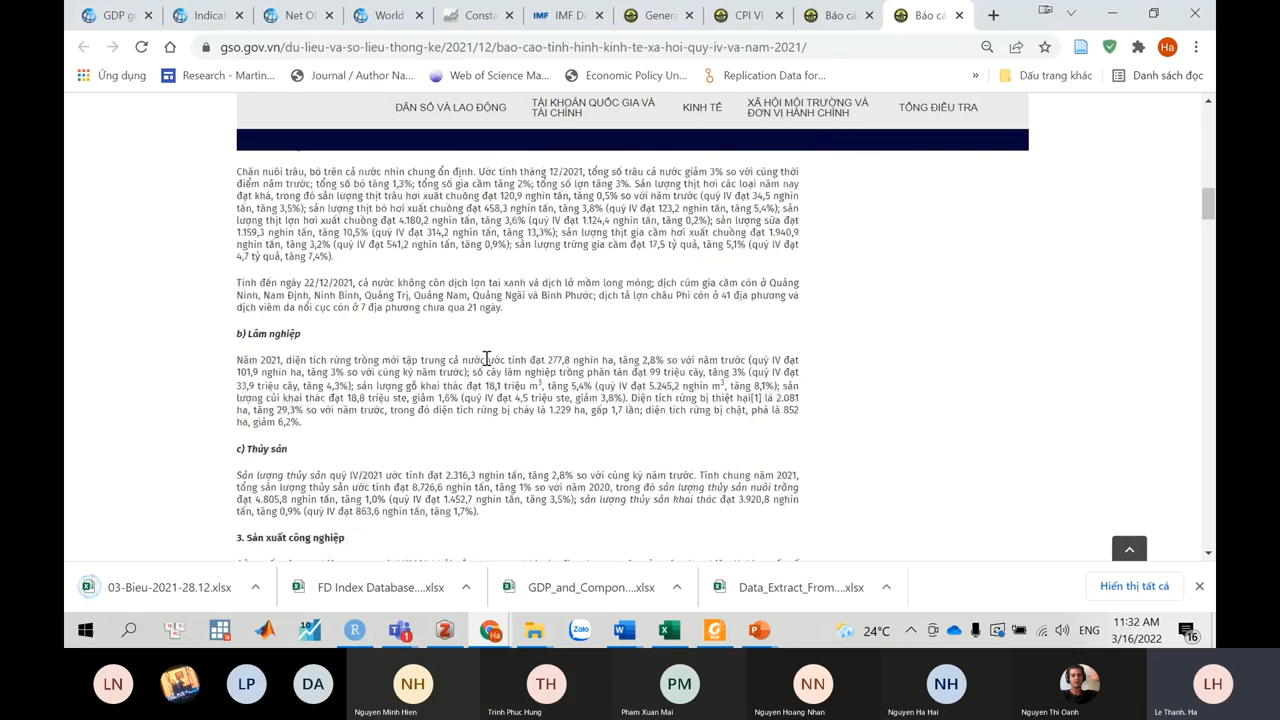 GDP g
Indicat
Net OI
World
Consta
IMF IMF Da
Genera
CPI VI
Báo cá
Báo cá
gso.gov.vn/du-lieu-va-so-lieu-thong-ke/2021/12/bao-cao-tinh-hinh-kinh-te-xa-hoi-quy-iv-va-nam-2021/
Ha
Ứng dụng
Research - Martin...
Journal / Author Na...
Web of Science Ma...
Economic Policy Un...
Replication Data for...
»
Dấu trang khác
Danh sách đọc
DÂN SỐ VÀ LAO ĐỘNG
TÀI KHOẢN QUỐC GIA VÀ
TÀI CHÍNH
KINH TẾ
XÃ HỘI MÔI TRƯỜNG VÀ
ĐƠN VỊ HÀNH CHÍNH
TỔNG ĐIỀU TRA
Chăn nuôi trâu, bò trên cả nước nhìn chung ổn định. Ước tính tháng 12/2021, tổng số trâu cả nước giảm 3% so với cùng thời
điểm năm trước; tổng số bò tăng 1,3%; tổng số gia cầm tăng 2%; tổng số lợn tăng 3%. Sản lượng thịt hơi các loại năm nay
đạt khá, trong đó sản lượng thịt trâu hơi xuất chuồng đạt 120,9 nghìn tấn, tăng 0,5% so với năm trước (quý IV đạt 34,5 nghìn
tấn, tăng 3,5%); sản lượng thịt bò hơi xuất chuồng đạt 458,3 nghìn tấn, tăng 3,8% (quý IV đạt 123,2 nghìn tấn, tăng 5,4%); sản
lượng thịt lợn hơi xuất chuồng đạt 4.180,2 nghìn tấn, tăng 3,6% (quý IV đạt 1.124,4 nghìn tấn, tăng 0,2%); sản lượng sữa đạt
1.159,3 nghìn tấn, tăng 10,5% (quý IV đạt 314,2 nghìn tấn, tăng 13,3%); sản lượng thịt gia cầm hơi xuất chuồng đạt 1.940,9
nghìn tấn, tăng 3,2% (quý IV đạt 541,2 nghìn tấn, tăng 0,9%); sản lượng trứng gia cầm đạt 17,5 tỷ quả, tăng 5,1% (quý IV đạt
4,7 tỷ quả, tăng 7,4%).
Tính đến ngày 22/12/2021, cả nước không còn dịch lợn tai xanh và dịch lở mồm long móng; dịch cúm gia cầm còn ở Quảng
Ninh, Nam Định, Ninh Bình, Quảng Trị, Quảng Nam, Quảng Ngãi và Bình Phước; dịch tả lợn châu Phi còn ở 41 địa phương và
dịch viêm da nổi cục còn ở 7 địa phương chưa qua 21 ngày.
b) Lâm nghiệp
Năm 2021, diện tích rừng trồng mới tập trung cả nước ước tính đạt 277,8 nghìn ha, tăng 2,8% so với năm trước (quý IV đạt
101,9 nghìn ha, tăng 3% so với cùng kỳ năm trước); số cây lâm nghiệp trồng phân tán đạt 99 triệu cây, tăng 3% (quý IV đạt
33,9 triệu cây, tăng 4,3%); sản lượng gỗ khai thác đạt 18,1 triệu m³, tăng 5,4% (quý IV đạt 5.245,2 nghìn m³, tăng 8,1%); sản
lượng củi khai thác đạt 18,8 triệu ste, giảm 1,6% (quý IV đạt 4,5 triệu ste, giảm 3,8%). Diện tích rừng bị thiệt hại[1] là 2.081
ha, tăng 29,3% so với năm trước, trong đó diện tích rừng bị cháy là 1.229 ha, gấp 1,7 lần; diện tích rừng bị chặt, phá là 852
ha, giảm 6,2%.
c) Thủy sản
Sản lượng thủy sản quý IV/2021 ước tính đạt 2.316,3 nghìn tấn, tăng 2,8% so với cùng kỳ năm trước. Tính chung năm 2021,
tổng sản lượng thủy sản ước tính đạt 8.726,6 nghìn tấn, tăng 1% so với năm 2020, trong đó sản lượng thủy sản nuôi trồng
đạt 4.805,8 nghìn tấn, tăng 1,0% (quý IV đạt 1.452,7 nghìn tấn, tăng 3,5%); sản lượng thủy sản khai thác đạt 3.920,8 nghìn
tấn, tăng 0,9% (quý IV đạt 863,6 nghìn tấn, tăng 1,7%).
3. Sản xuất công nghiệp
03-Bieu-2021-28.12.xlsx
FD Index Database....xlsx
GDP_and_Compon....xlsx
Data_Extract_From....xlsx
Hiển thị tất cả
24°C
ENG
11:32 AM
3/16/2022
16
LN
LP
DA
NH
Nguyen Minh Hien
TH
Trinh Phuc Hung
PM
Pham Xuan Mai
NN
Nguyen Hoang Nhan
NH
Nguyen Ha Hai
Nguyen Thi Oanh
LH
Le Thanh. Ha